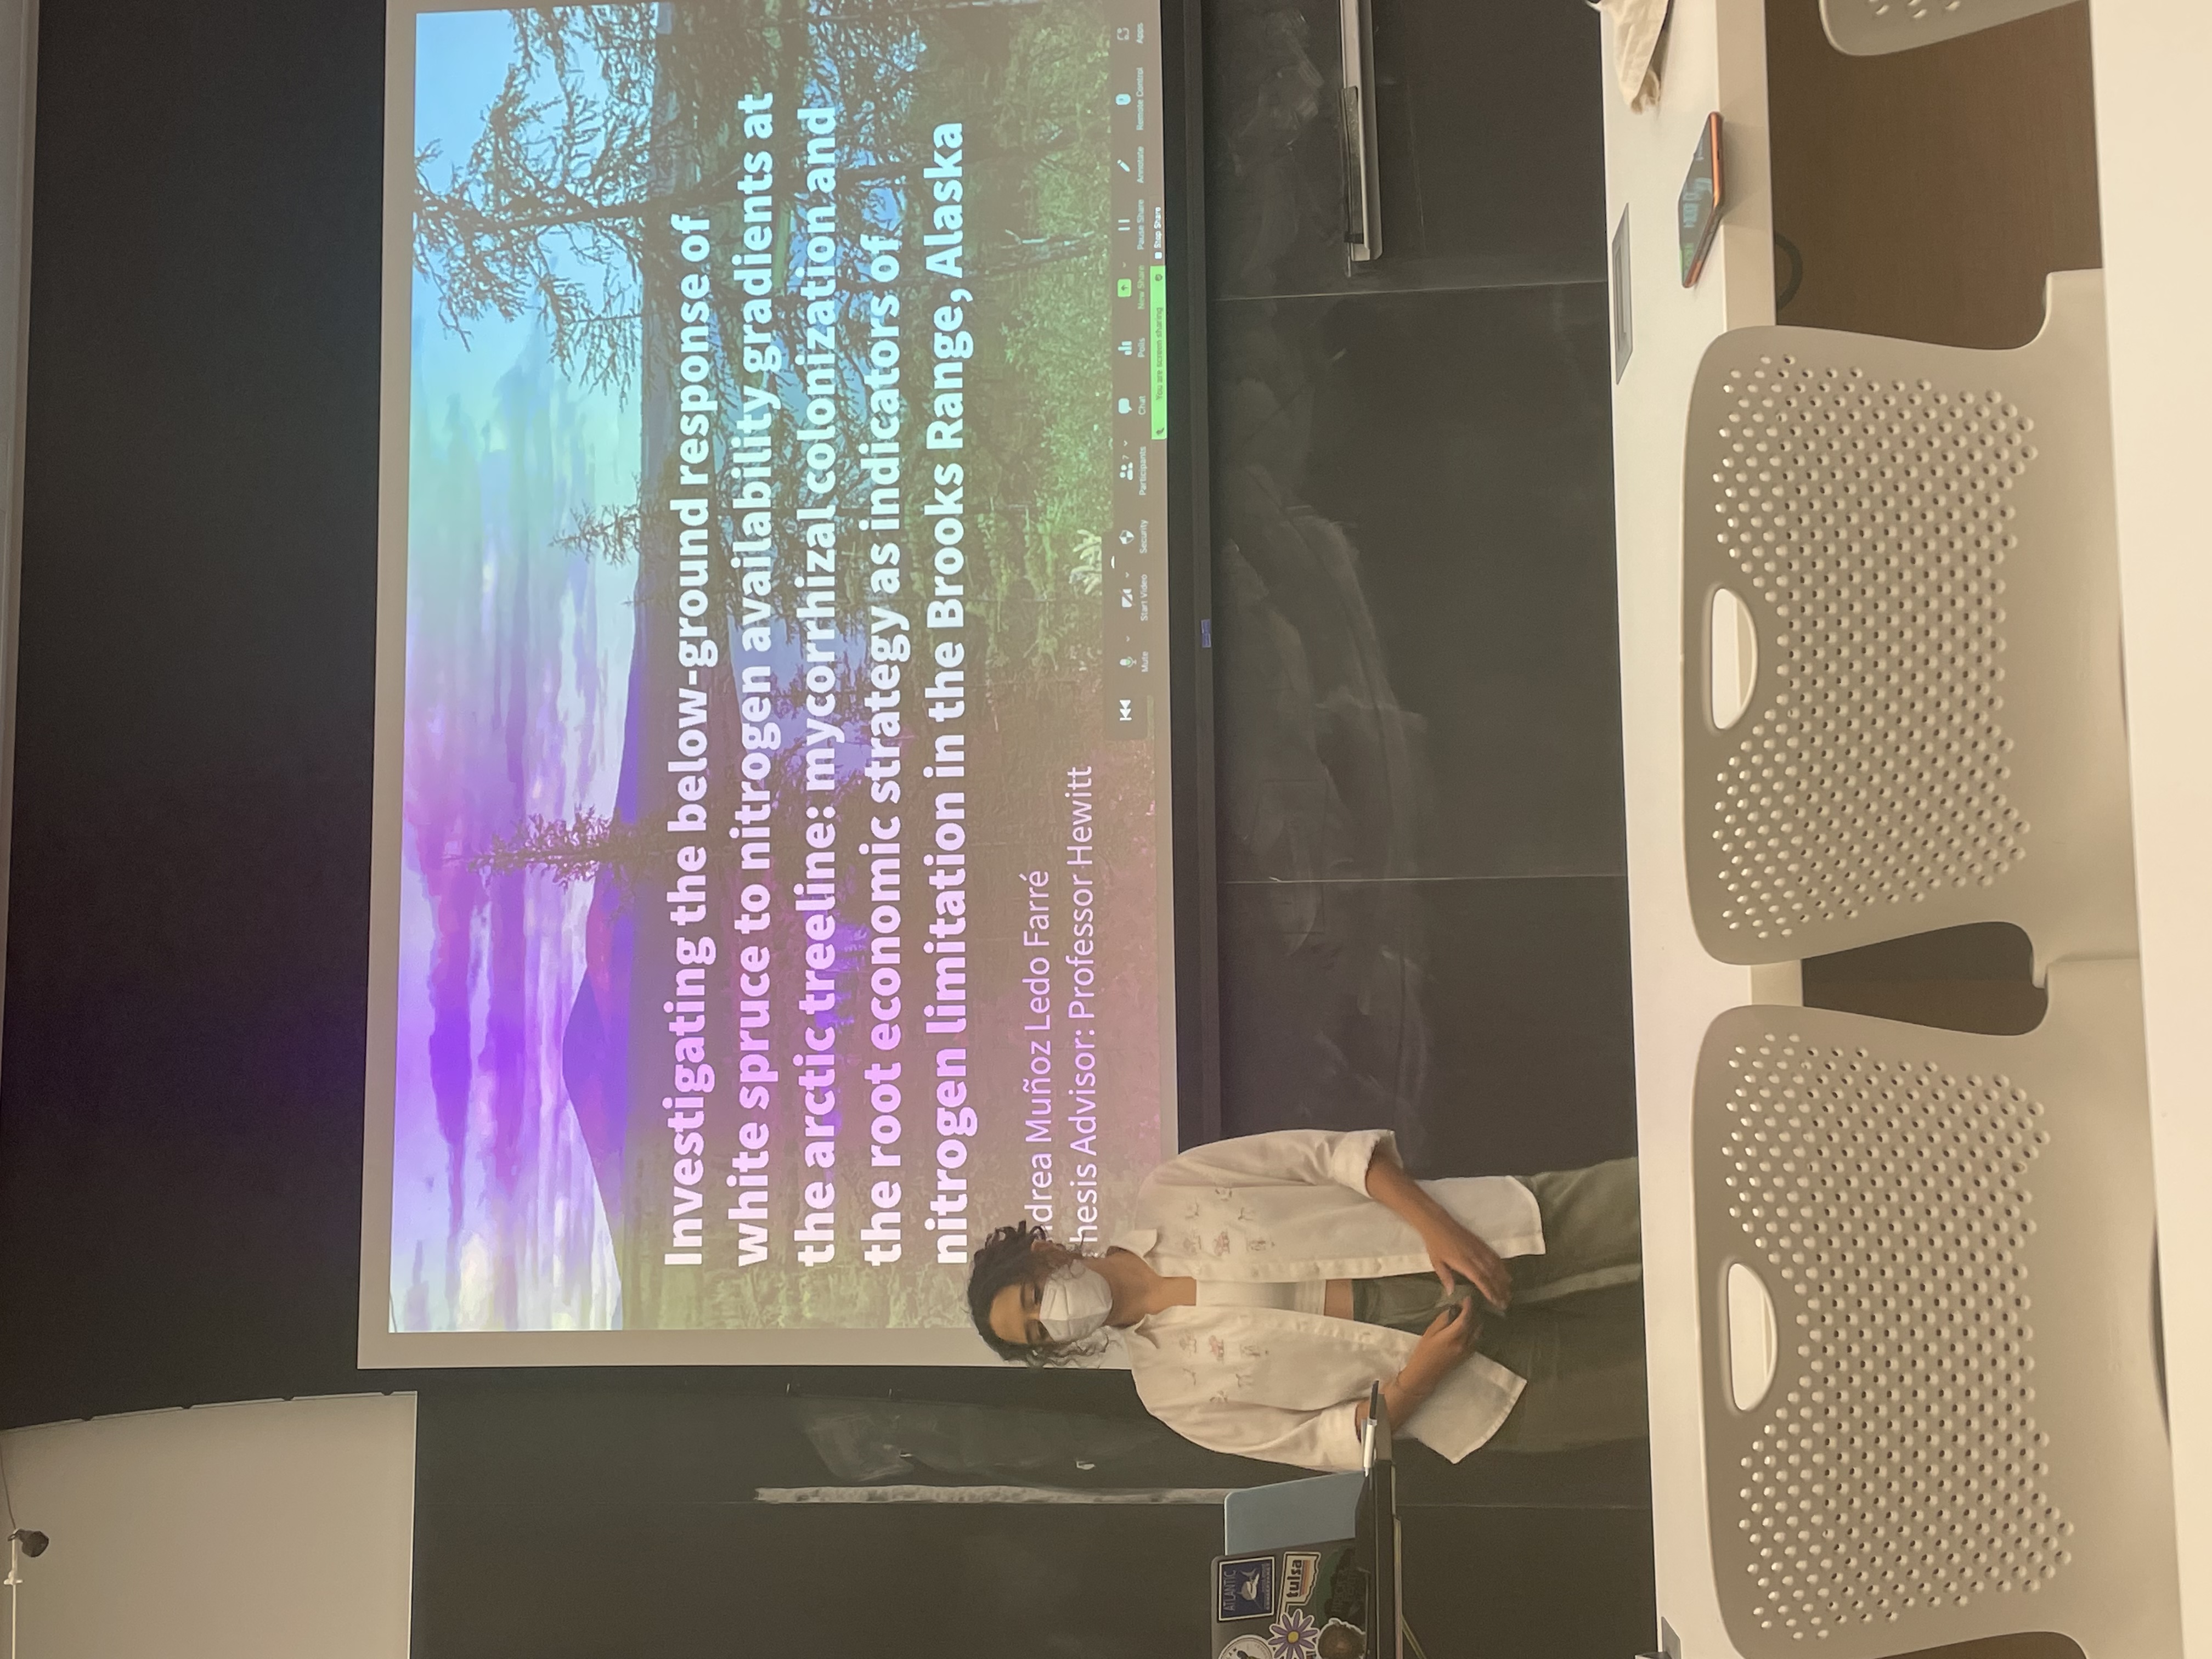 Investigating the below-ground response of
white spruce to nitrogen availability gradients at
the arctic treeline: mycorrhizal colonization and
the root economic strategy as indicators of
nitrogen limitation in the Brooks Range, Alaska
ndrea Muñoz Ledo Farré
hesis Advisor: Professor Hewitt
Mute Start Video Security Participants 7 Chat Polls New Share Pause Share Annotate Remote Control Apps
You are screen sharing Stop Share
ATLANTIC
tulsa